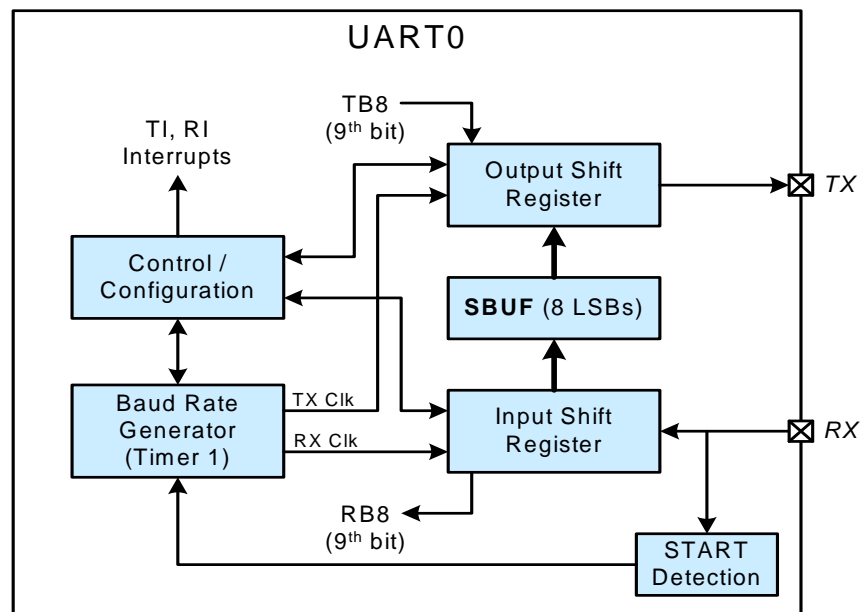 UART0
TB8
(9th bit)
TI, RI
Interrupts
Output Shift
Register
TX
Control /
Configuration
SBUF (8 LSBs)
Baud Rate
Generator
(Timer 1)
TX Clk
RX Clk
Input Shift
Register
RX
RB8
(9th bit)
START
Detection